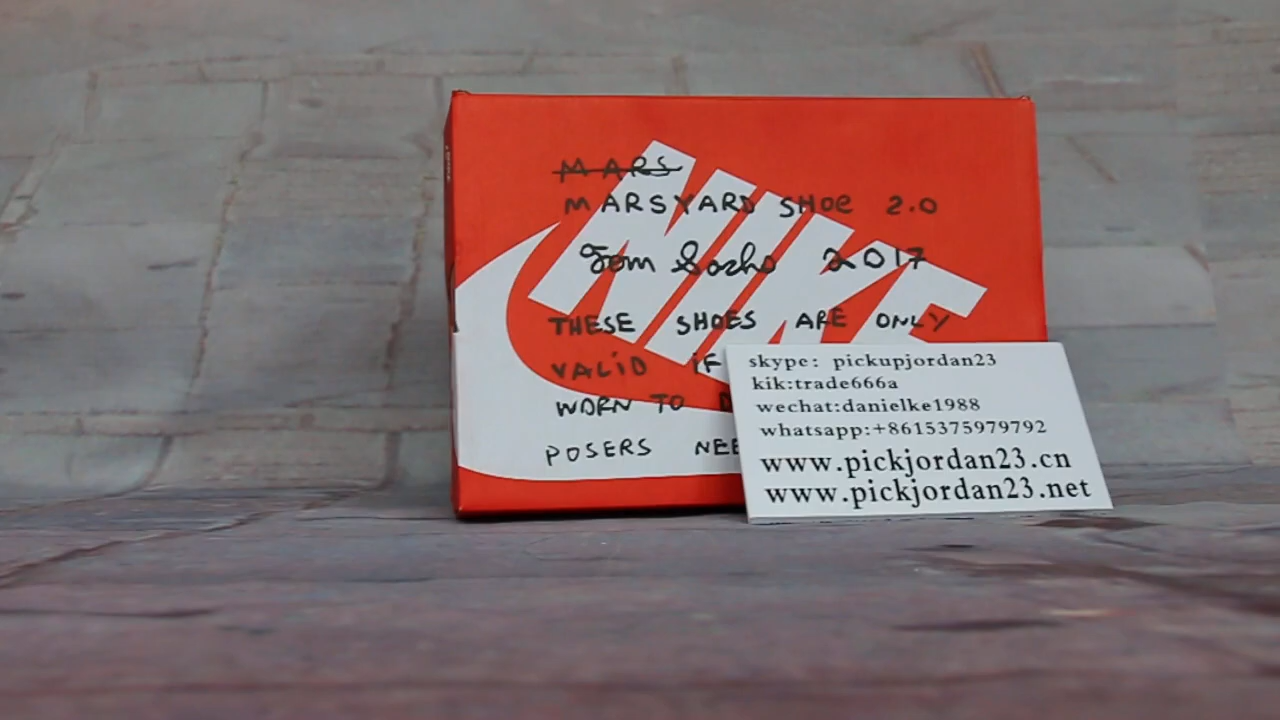 MARS
MARSYARD SHOE 2.0
Tom Sachs 2017
THESE SHOES ARE ONLY
VALID IF
WORN TO
POSERS NEE
NIKE
skype: pickupjordan23
kik:trade666a
wechat:danielke1988
whatsapp:+8615375979792
www.pickjordan23.cn
www.pickjordan23.net